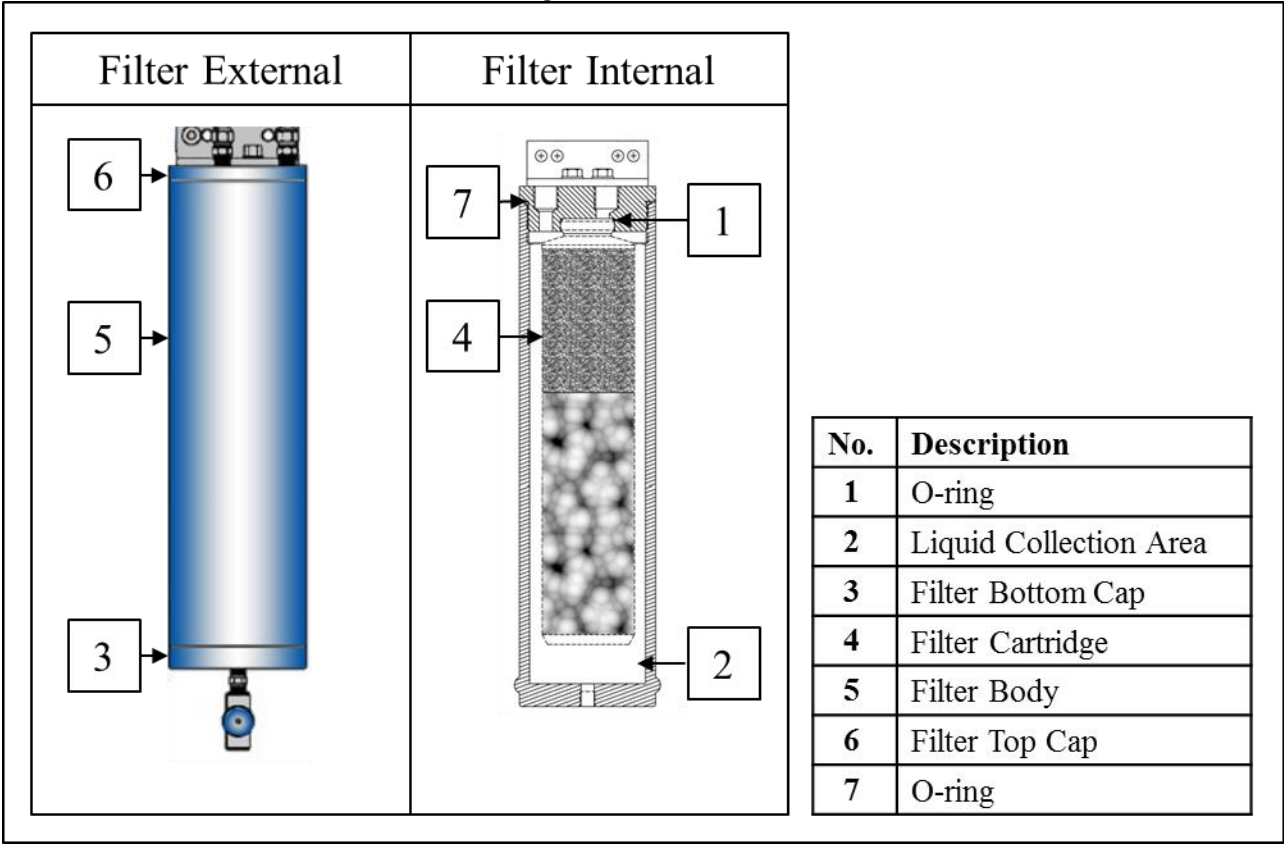 Filter External
Filter Internal
6
5
3
7
1
4
2
No. Description
1 O-ring
2 Liquid Collection Area
3 Filter Bottom Cap
4 Filter Cartridge
5 Filter Body
6 Filter Top Cap
7 O-ring